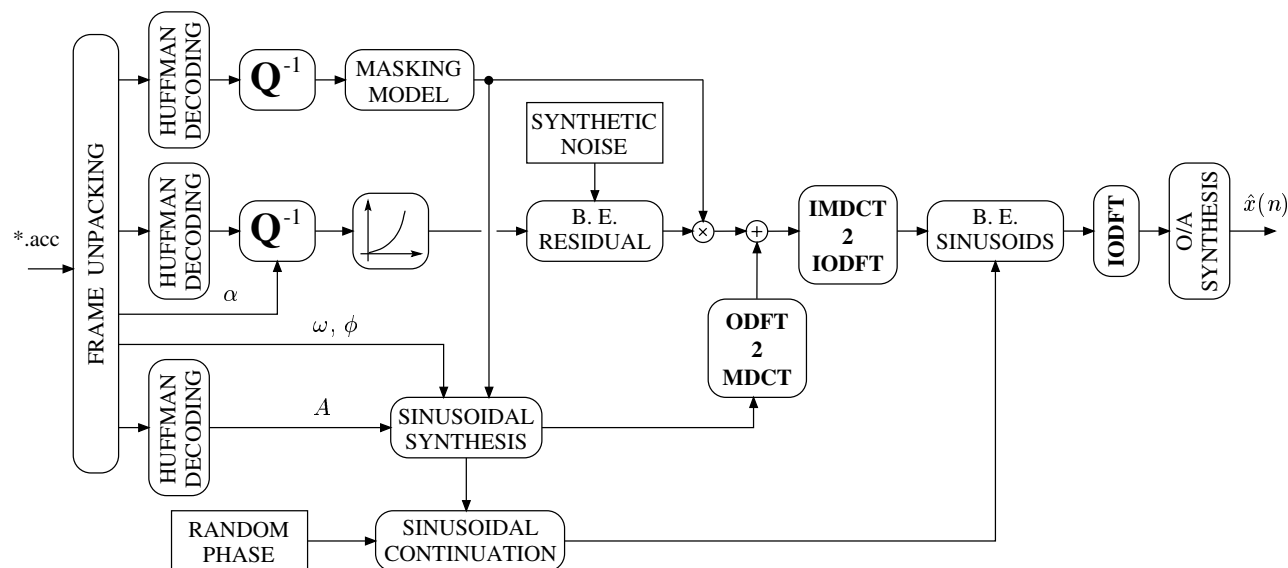 *.acc
FRAME UNPACKING
HUFFMAN
DECODING
Q-1
MASKING
MODEL
SYNTHETIC
NOISE
HUFFMAN
DECODING
Q-1
α
B. E.
RESIDUAL
×
+
IMDCT
2
IODFT
B. E.
SINUSOIDS
IODFT
O/A
SYNTHESIS
x̂(n)
ω, φ
ODFT
2
MDCT
HUFFMAN
DECODING
A
SINUSOIDAL
SYNTHESIS
RANDOM
PHASE
SINUSOIDAL
CONTINUATION